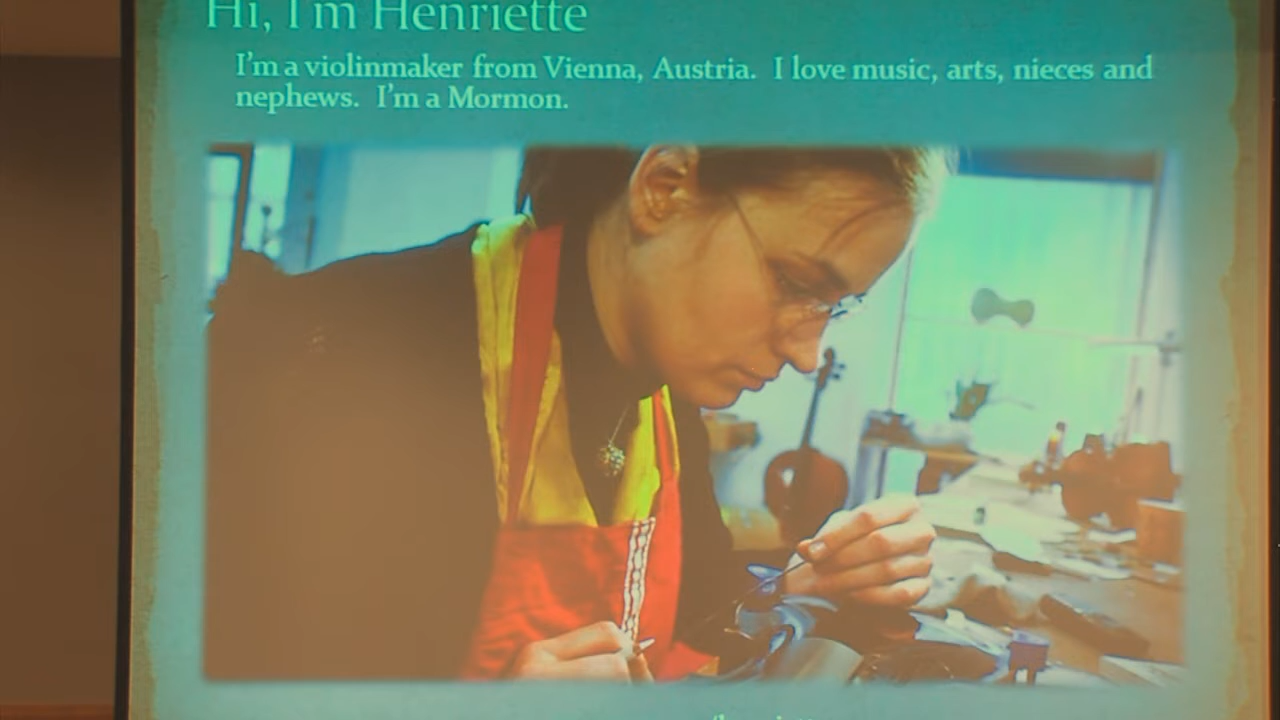 Hi, I'm Henriette
I'm a violinmaker from Vienna, Austria. I love music, arts, nieces and
nephews. I'm a Mormon.